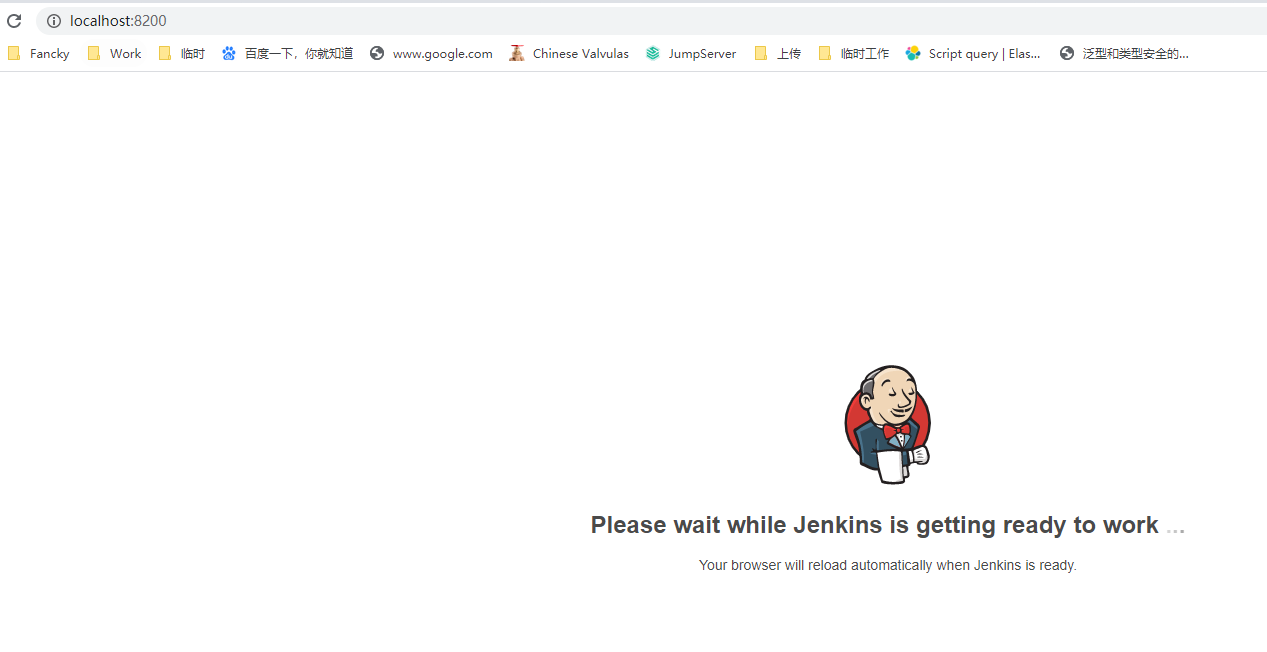 localhost:8200
Fancky Work 临时 百度一下，你就知道 www.google.com Chinese Valvulas JumpServer 上传 临时工作 Script query | Elas... 泛型和类型安全的...
Please wait while Jenkins is getting ready to work ...
Your browser will reload automatically when Jenkins is ready.